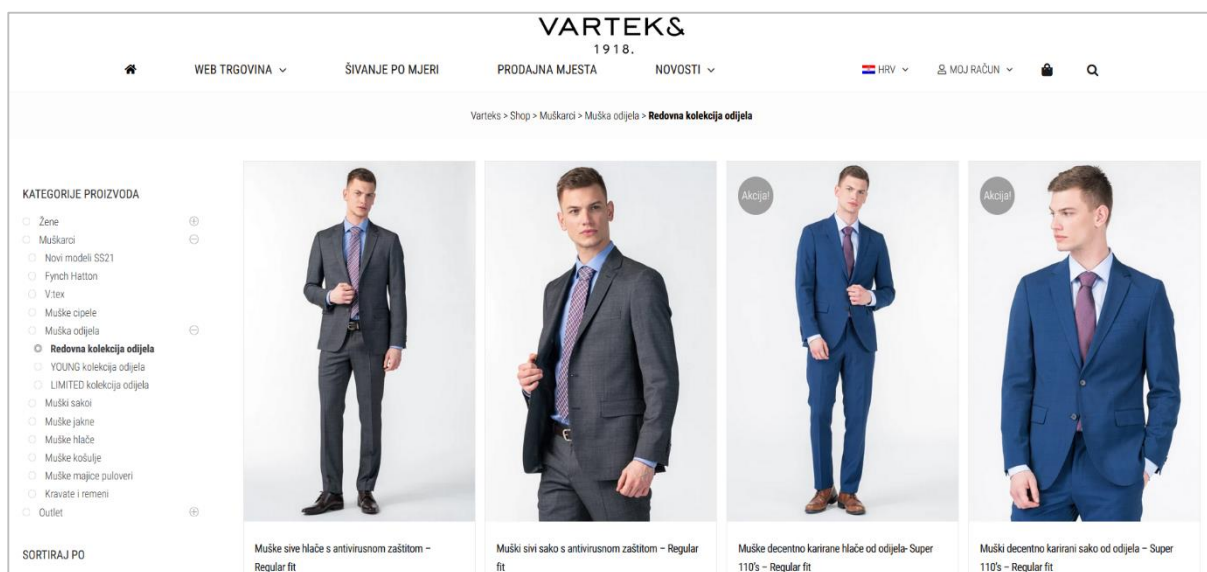 VARTEK&
1918.
WEB TRGOVINA
ŠIVANJE PO MJERI
PRODAJNA MJESTA
NOVOSTI
HRV
MOJ RAČUN
Varteks > Shop > Muškarci > Muška odijela > Redovna kolekcija odijela
KATEGORIJE PROIZVODA
Žene
Muškarci
Novi modeli SS21
Fynch Hatton
V:tex
Muške cipele
Muška odijela
Redovna kolekcija odijela
YOUNG kolekcija odijela
LIMITED kolekcija odijela
Muški sakoi
Muške jakne
Muške hlače
Muške košulje
Muške majice puloveri
Kravate i remeni
Outlet
SORTIRAJ PO
Muške sive hlače s antivirusnom zaštitom –
Regular fit
Muški sivi sako s antivirusnom zaštitom – Regular
fit
Akcija!
Muške decentno karirane hlače od odijela- Super
110's – Regular fit
Akcija!
Muški decentno karirani sako od odijela – Super
110's – Regular fit